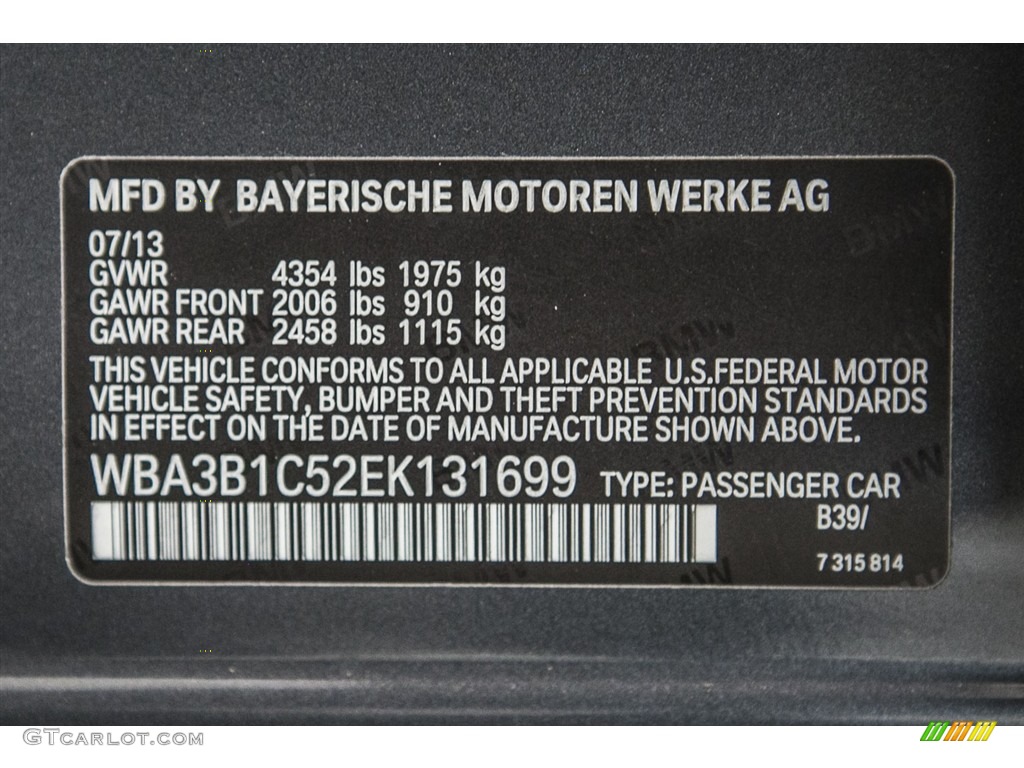 MFD BY BAYERISCHE MOTOREN WERKE AG
07/13
GVWR 4354 lbs 1975 kg
GAWR FRONT 2006 lbs 910 kg
GAWR REAR 2458 lbs 1115 kg
THIS VEHICLE CONFORMS TO ALL APPLICABLE U.S.FEDERAL MOTOR
VEHICLE SAFETY, BUMPER AND THEFT PREVENTION STANDARDS
IN EFFECT ON THE DATE OF MANUFACTURE SHOWN ABOVE.
WBA3B1C52EK131699 TYPE: PASSENGER CAR
B39/
7 315 814
GTCARLOT.COM